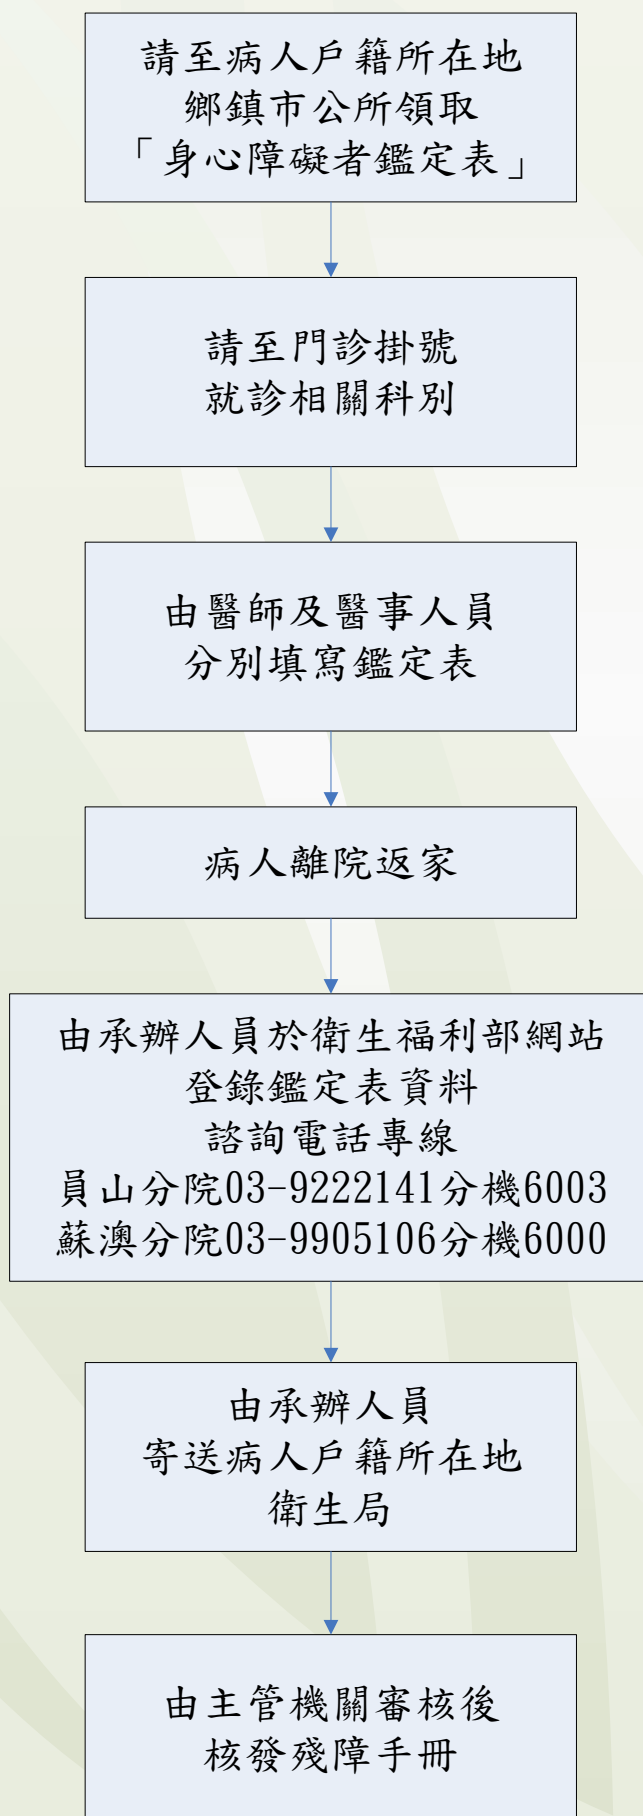 請至病人戶籍所在地
鄉鎮市公所領取
「身心障礙者鑑定表」
請至門診掛號
就診相關科別
由醫師及醫事人員
分別填寫鑑定表
病人離院返家
由承辦人員於衛生福利部網站
登錄鑑定表資料
諮詢電話專線
員山分院03-9222141分機6003
蘇澳分院03-9905106分機6000
由承辦人員
寄送病人戶籍所在地
衛生局
由主管機關審核後
核發殘障手冊